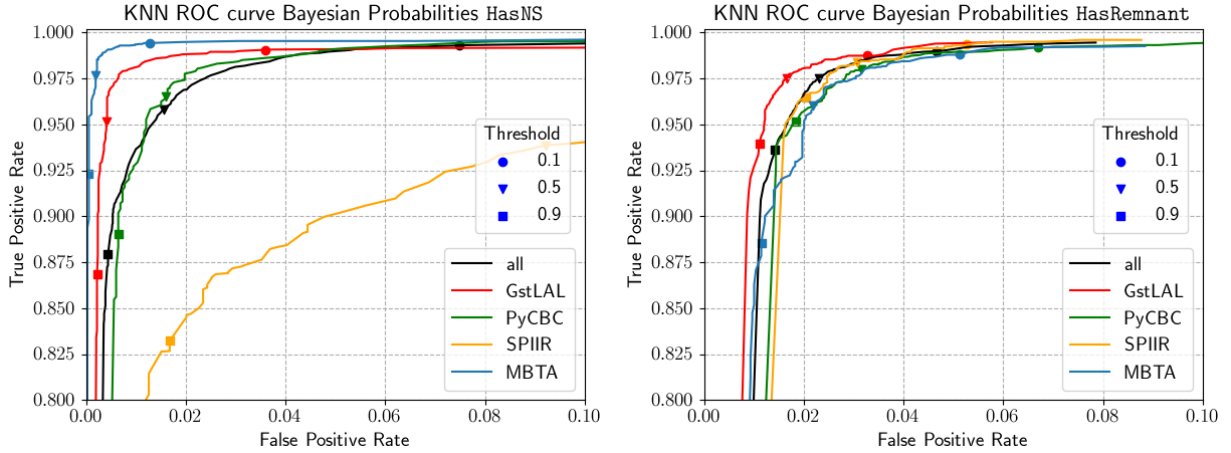 KNN ROC curve Bayesian Probabilities HasNS
1.000
0.975
0.950
0.925
0.900
0.875
0.850
0.825
0.800
True Positive Rate
0.00
0.02
0.04
0.06
0.08
0.10
False Positive Rate
Threshold
0.1
0.5
0.9
all
GstLAL
PyCBC
SPIIR
MBTA
KNN ROC curve Bayesian Probabilities HasRemnant
1.000
0.975
0.950
0.925
0.900
0.875
0.850
0.825
0.800
True Positive Rate
0.00
0.02
0.04
0.06
0.08
0.10
False Positive Rate
Threshold
0.1
0.5
0.9
all
GstLAL
PyCBC
SPIIR
MBTA